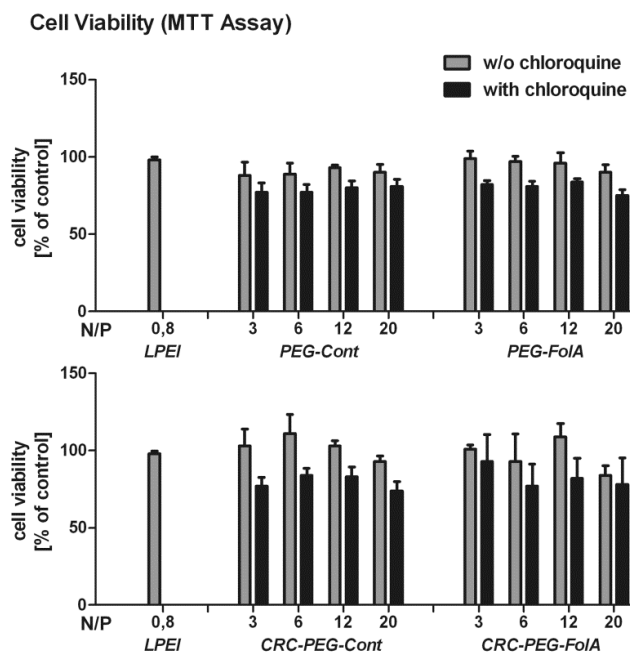 Cell Viability (MTT Assay)
w/o chloroquine
with chloroquine
cell viability
[% of control]
150
100
50
0
N/P 0,8 3 6 12 20 3 6 12 20
LPEI PEG-Cont PEG-FolA
cell viability
[% of control]
150
100
50
0
N/P 0,8 3 6 12 20 3 6 12 20
LPEI CRC-PEG-Cont CRC-PEG-FolA